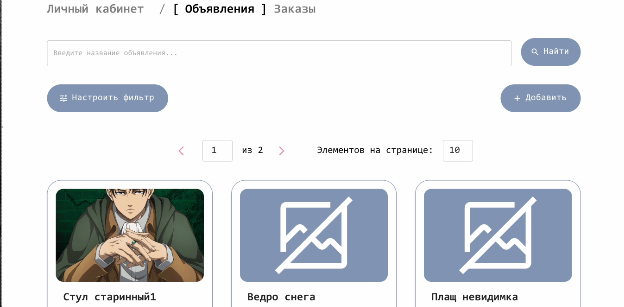 Личный кабинет / [ Объявления ] Заказы
Введите название объявления...
Найти
Настроить фильтр
Добавить
1 из 2 Элементов на странице: 10
Стул старинный1
Ведро снега
Плащ невидимка